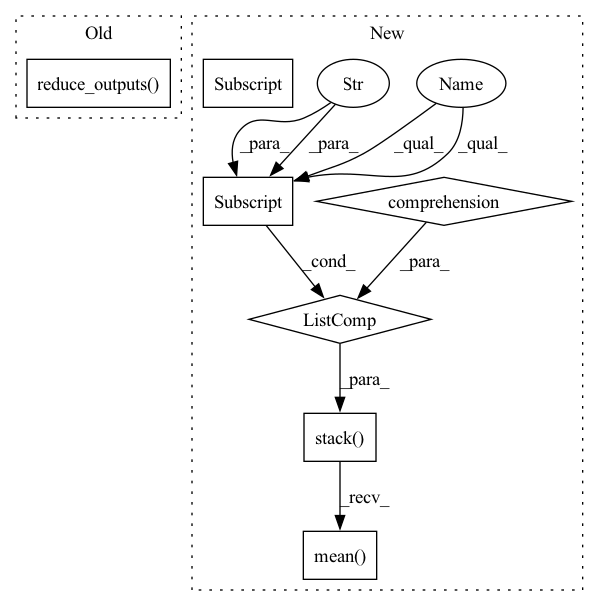 Old
New
reduce_outputs()
Subscript
Str
Name
_para_
_para_
_qual_
_qual_
Subscript
comprehension
_cond_
_para_
ListComp
_para_
stack()
_recv_
mean()